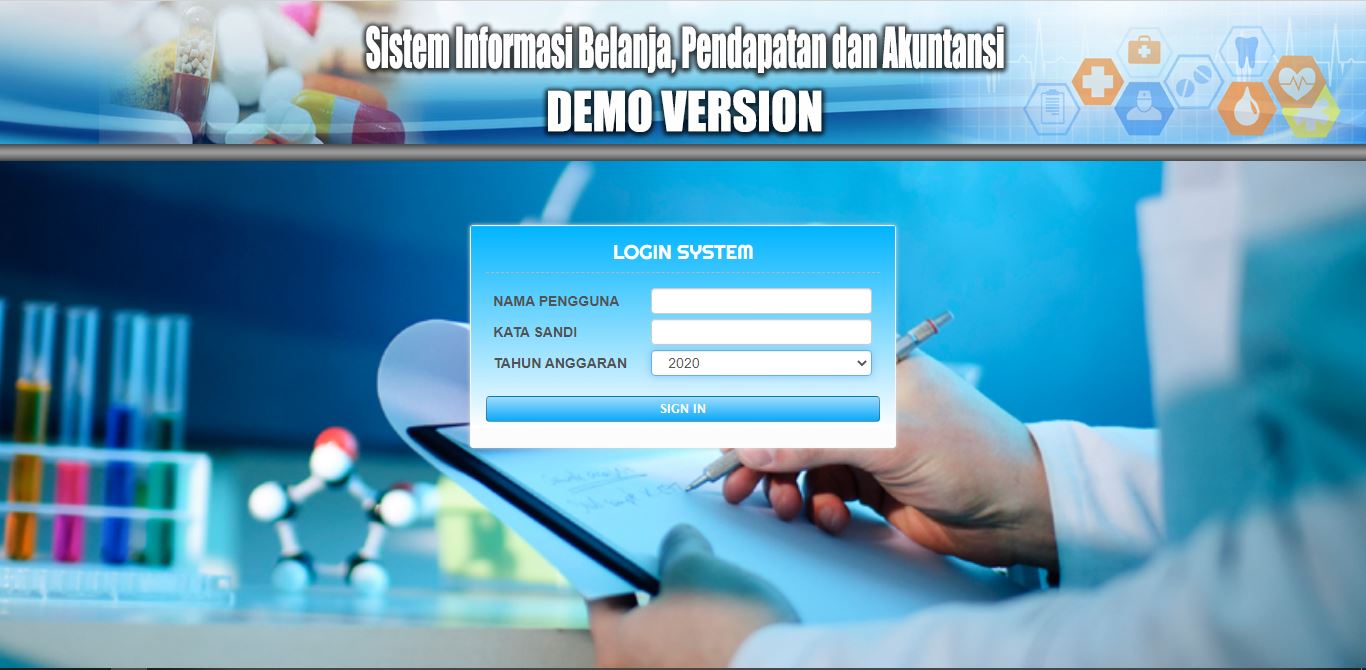 Sistem Informasi Belanja, Pendapatan dan Akuntansi
DEMO VERSION
LOGIN SYSTEM
NAMA PENGGUNA
KATA SANDI
TAHUN ANGGARAN 2020
SIGN IN